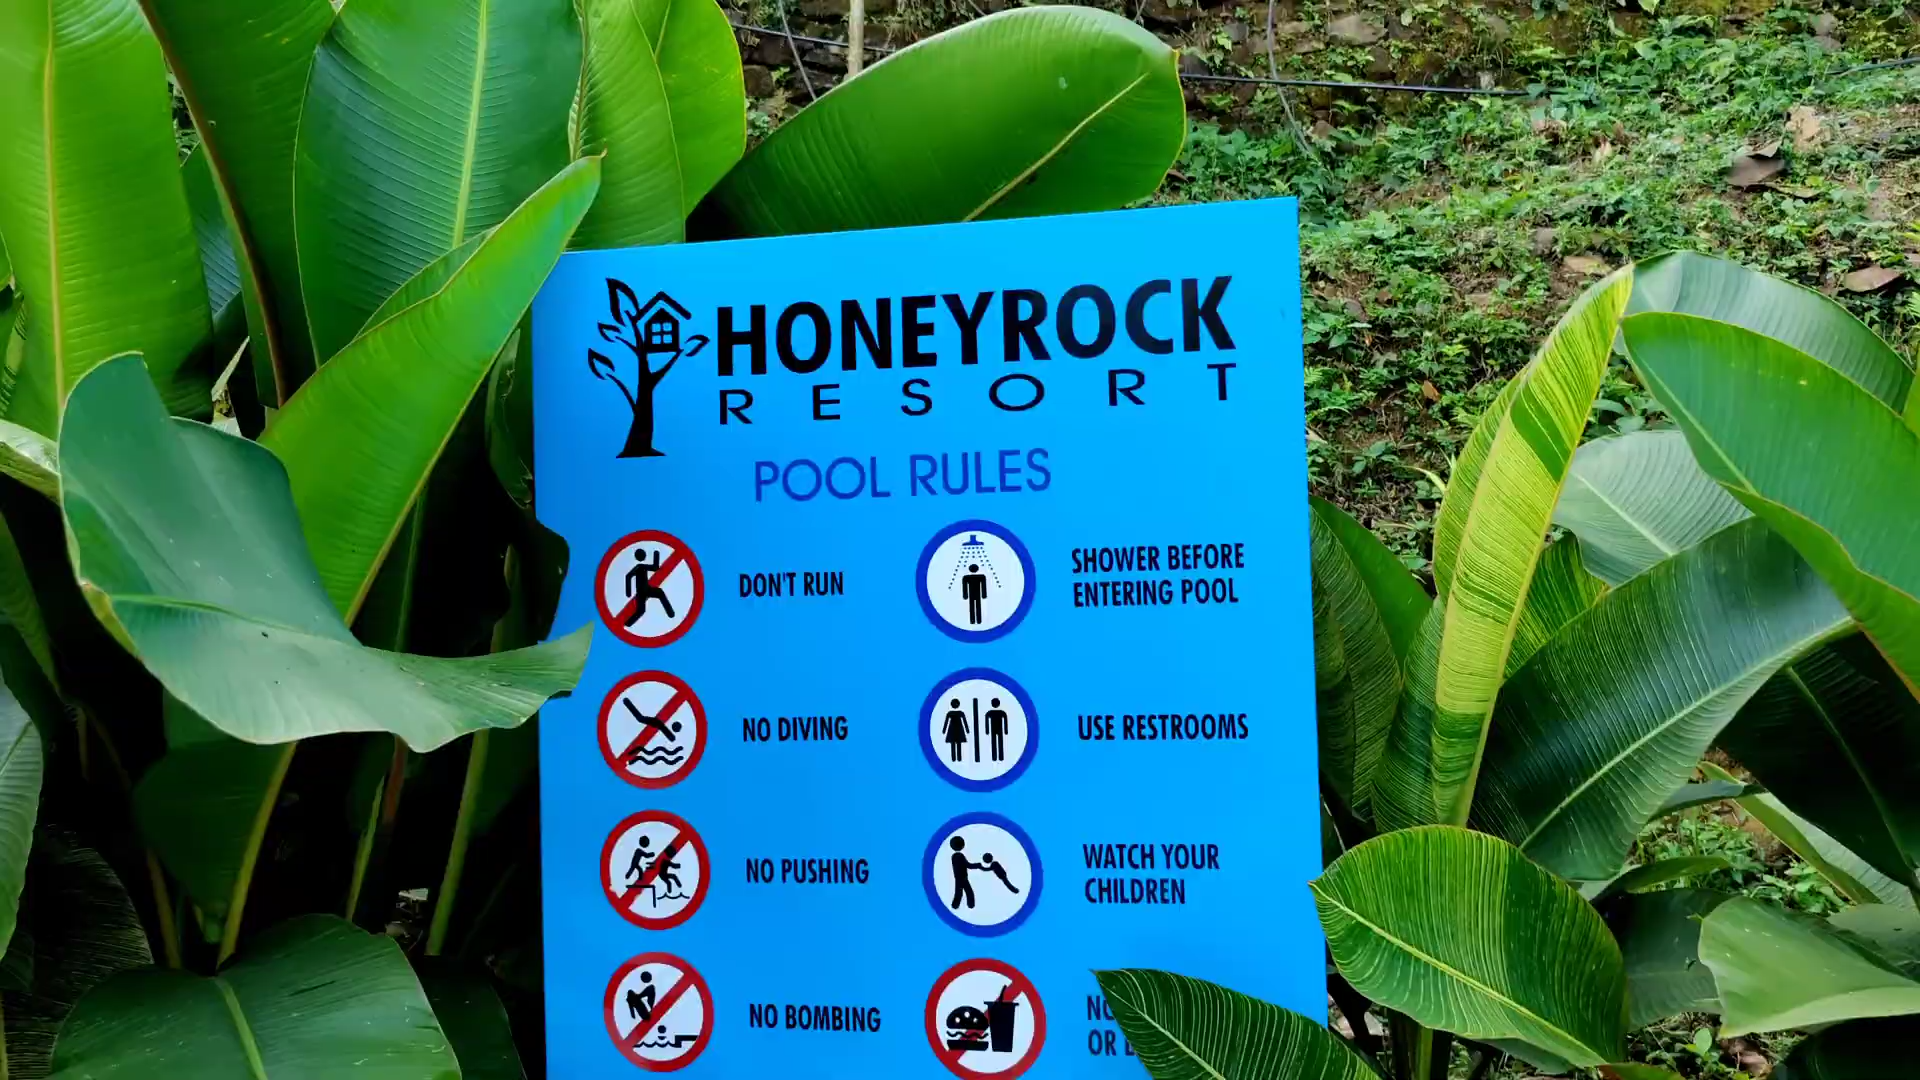 HONEYROCK
RESORT
POOL RULES
DON'T RUN
SHOWER BEFORE
ENTERING POOL
NO DIVING
USE RESTROOMS
NO PUSHING
WATCH YOUR
CHILDREN
NO BOMBING
OR